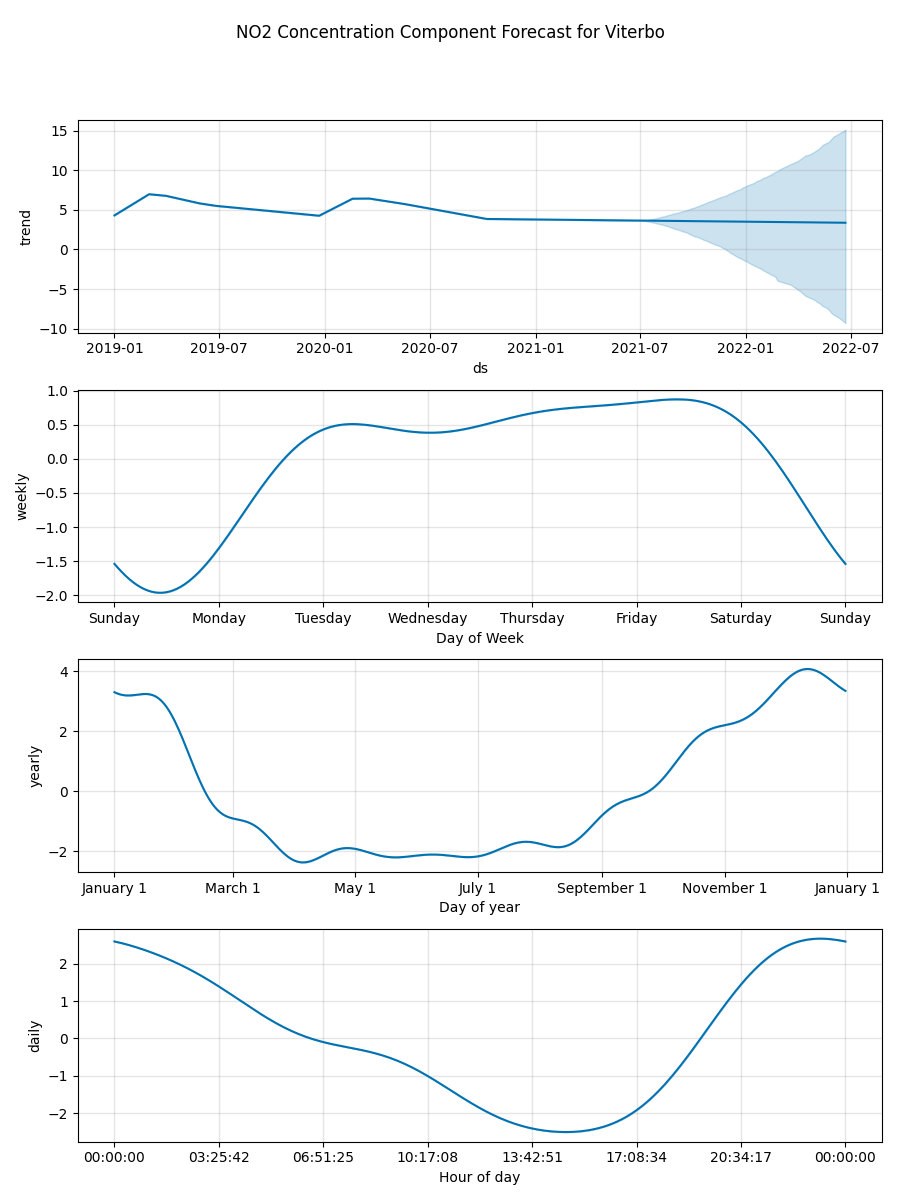 NO2 Concentration Component Forecast for Viterbo
15
10
5
0
−5
−10
trend
2019-01 2019-07 2020-01 2020-07 2021-01 2021-07 2022-01 2022-07
ds
1.0
0.5
0.0
−0.5
−1.0
−1.5
−2.0
weekly
Sunday Monday Tuesday Wednesday Thursday Friday Saturday Sunday
Day of Week
4
2
0
−2
yearly
January 1 March 1 May 1 July 1 September 1 November 1 January 1
Day of year
2
1
0
−1
−2
daily
00:00:00 03:25:42 06:51:25 10:17:08 13:42:51 17:08:34 20:34:17 00:00:00
Hour of day